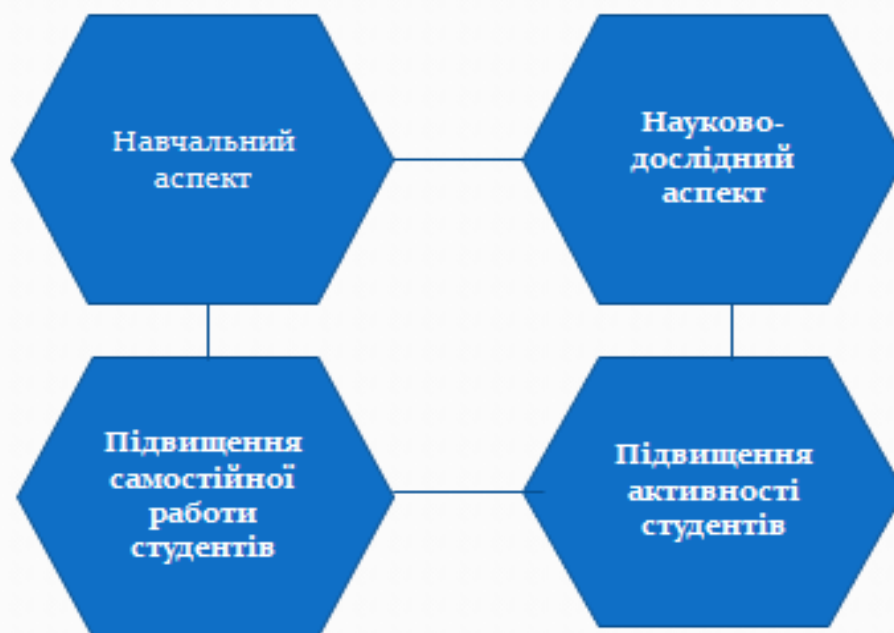 Навчальний
аспект
Науково-
дослідний
аспект
Підвищення
самостійної
работи
студентів
Підвищення
активності
студентів